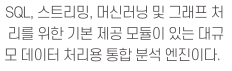 SQL, 스트리밍, 머신러닝 및 그래프 처
리를 위한 기본 제공 모듈이 있는 대규
모 데이터 처리용 통합 분석 엔진이다.